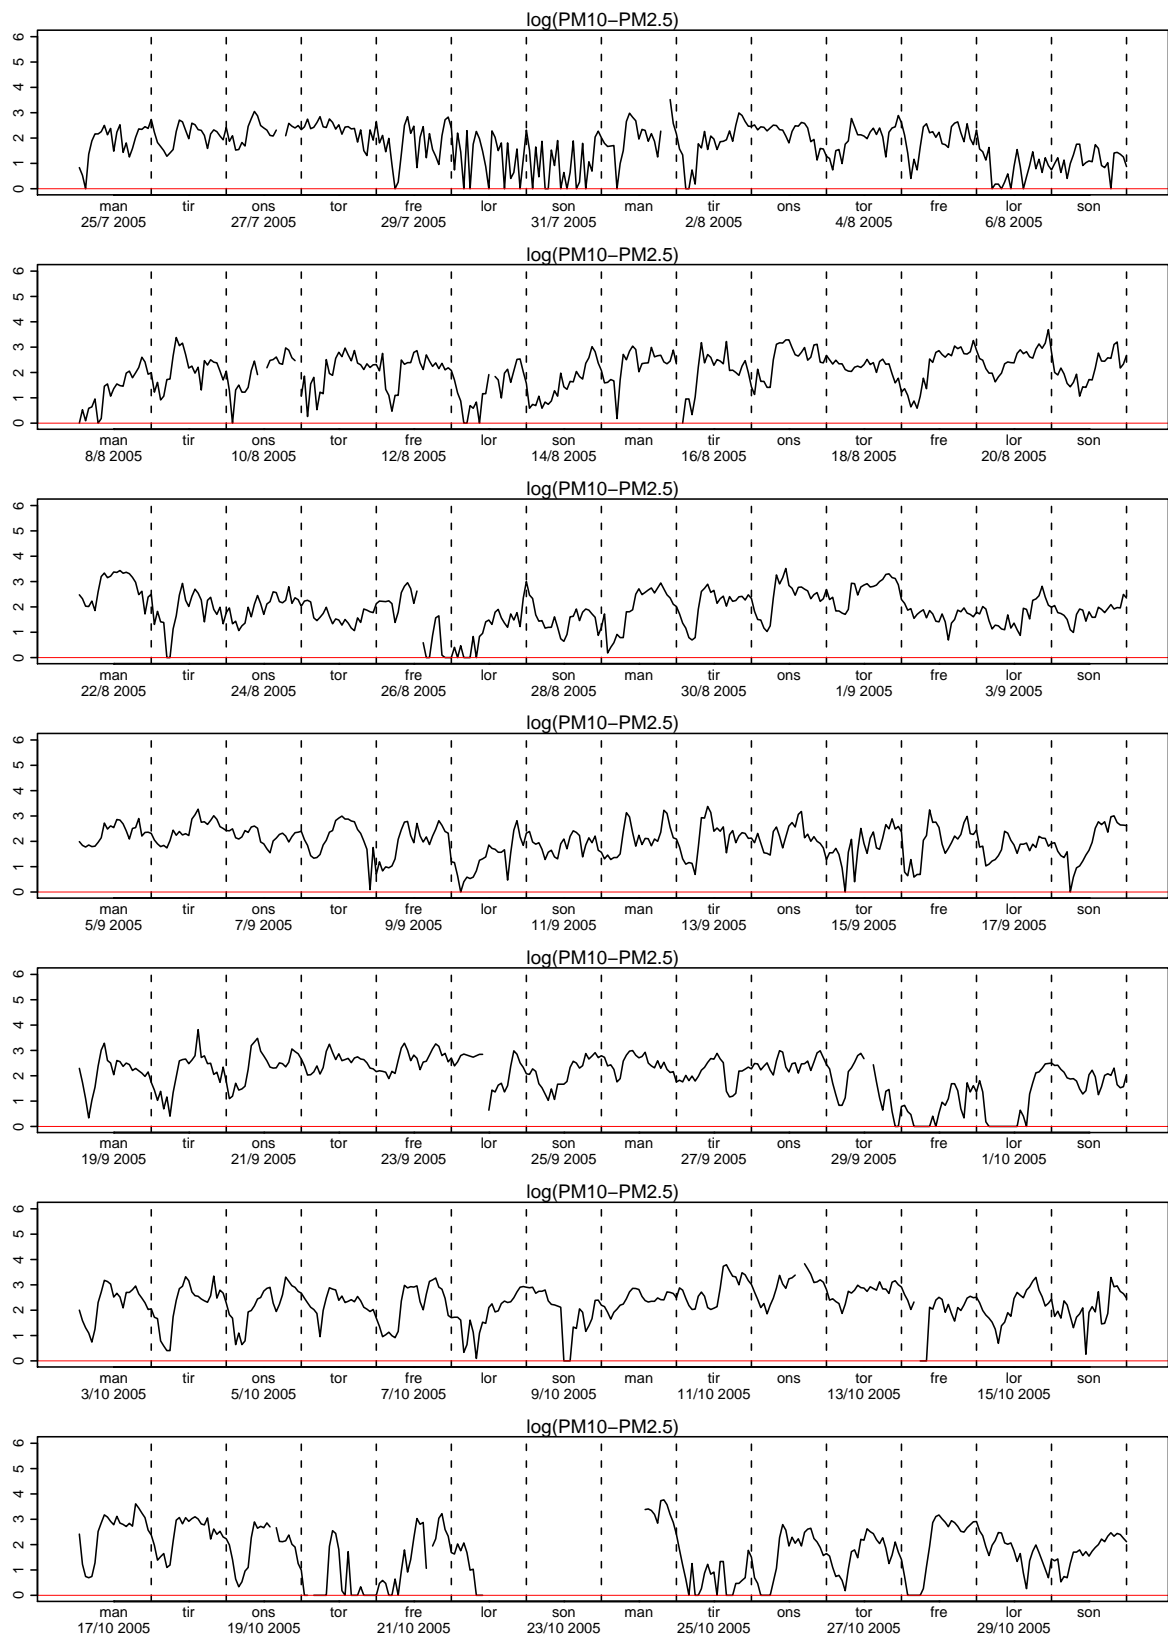 log(PM10−PM2.5)
6
5
4
3
2
1
0
man tir ons tor fre lor son man tir ons tor fre lor son
25/7 2005 27/7 2005 29/7 2005 31/7 2005 2/8 2005 4/8 2005 6/8 2005
log(PM10−PM2.5)
6
5
4
3
2
1
0
man tir ons tor fre lor son man tir ons tor fre lor son
8/8 2005 10/8 2005 12/8 2005 14/8 2005 16/8 2005 18/8 2005 20/8 2005
log(PM10−PM2.5)
6
5
4
3
2
1
0
man tir ons tor fre lor son man tir ons tor fre lor son
22/8 2005 24/8 2005 26/8 2005 28/8 2005 30/8 2005 1/9 2005 3/9 2005
log(PM10−PM2.5)
6
5
4
3
2
1
0
man tir ons tor fre lor son man tir ons tor fre lor son
5/9 2005 7/9 2005 9/9 2005 11/9 2005 13/9 2005 15/9 2005 17/9 2005
log(PM10−PM2.5)
6
5
4
3
2
1
0
man tir ons tor fre lor son man tir ons tor fre lor son
19/9 2005 21/9 2005 23/9 2005 25/9 2005 27/9 2005 29/9 2005 1/10 2005
log(PM10−PM2.5)
6
5
4
3
2
1
0
man tir ons tor fre lor son man tir ons tor fre lor son
3/10 2005 5/10 2005 7/10 2005 9/10 2005 11/10 2005 13/10 2005 15/10 2005
log(PM10−PM2.5)
6
5
4
3
2
1
0
man tir ons tor fre lor son man tir ons tor fre lor son
17/10 2005 19/10 2005 21/10 2005 23/10 2005 25/10 2005 27/10 2005 29/10 2005